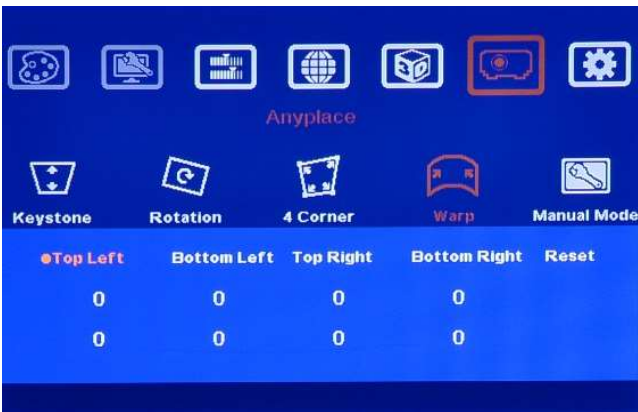 3D
Anyplace
Keystone Rotation 4 Corner Warp Manual Mode
Top Left Bottom Left Top Right Bottom Right Reset
0 0 0 0
0 0 0 0